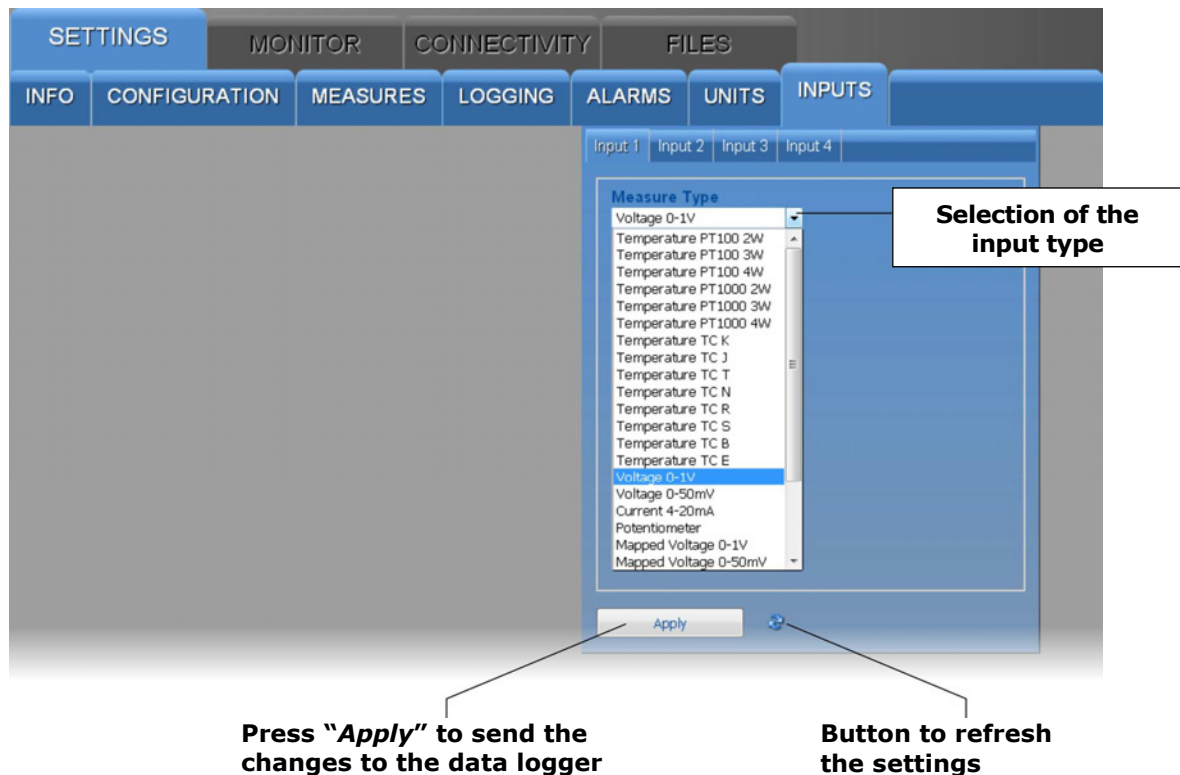 SETTINGS MONITOR CONNECTIVITY FILES
INFO CONFIGURATION MEASURES LOGGING ALARMS UNITS INPUTS
Input 1 Input 2 Input 3 Input 4
Measure Type
Voltage 0-1V
Temperature PT100 2W
Temperature PT100 3W
Temperature PT100 4W
Temperature PT1000 2W
Temperature PT1000 3W
Temperature PT1000 4W
Temperature TC K
Temperature TC J
Temperature TC T
Temperature TC N
Temperature TC R
Temperature TC S
Temperature TC B
Temperature TC E
Voltage 0-1V
Voltage 0-50mV
Current 4-20mA
Potentiometer
Mapped Voltage 0-1V
Mapped Voltage 0-50mV
Selection of the
input type
Apply
Press “Apply” to send the
changes to the data logger
Button to refresh
the settings